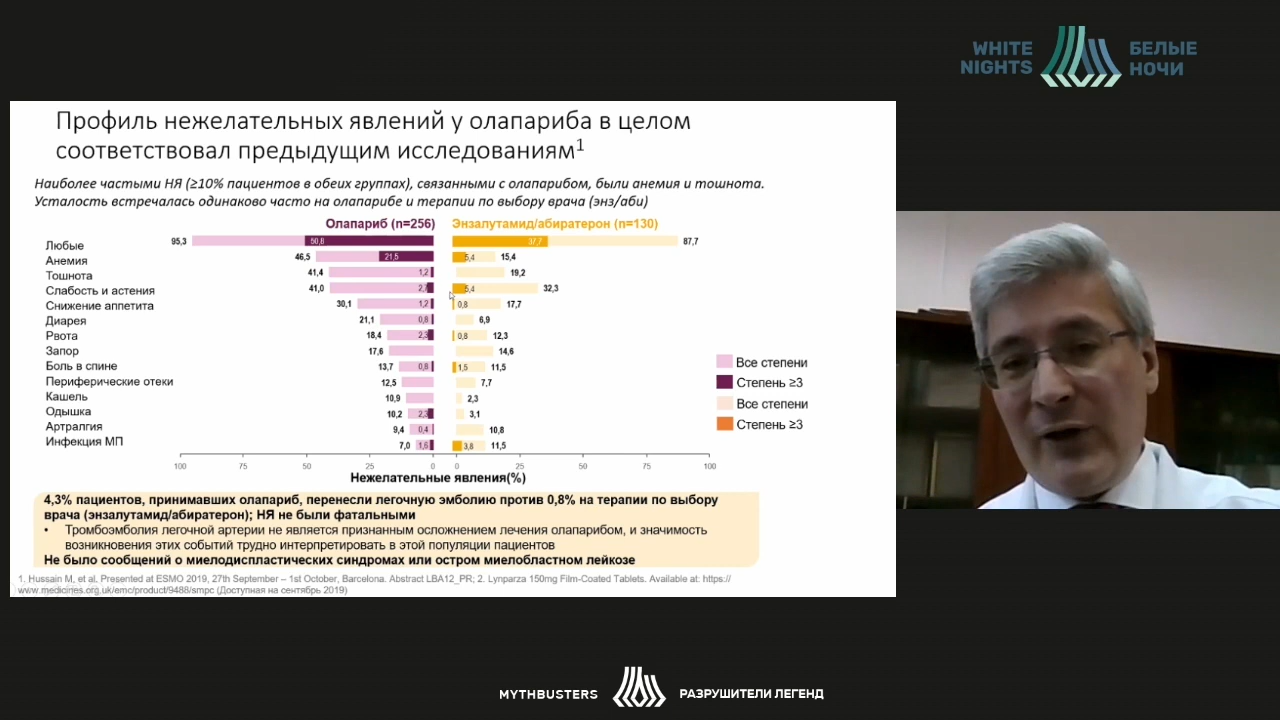 WHITE NIGHTS
БЕЛЫЕ НОЧИ
Профиль нежелательных явлений у олапариба в целом
соответствовал предыдущим исследованиям¹
Наиболее частыми НЯ (≥10% пациентов в обеих группах), связанными с олапарибом, были анемия и тошнота.
Усталость встречалась одинаково часто на олапарибе и терапии по выбору врача (энз/аби)
Олапариб (n=256) Энзалутамид/абиратерон (n=130)
Любые 95,3 50,8 37,7 87,7
Анемия 46,5 21,5 5,4 15,4
Тошнота 41,4 1,2 19,2
Слабость и астения 41,0 2,7 5,4 32,3
Снижение аппетита 30,1 1,2 0,8 17,7
Диарея 21,1 0,8 6,9
Рвота 18,4 2,3 0,8 12,3
Запор 17,6 14,6
Боль в спине 13,7 0,8 1,5 11,5
Периферические отеки 12,5 7,7
Кашель 10,9 2,3
Одышка 10,2 2,3 3,1
Артралгия 9,4 0,4 10,8
Инфекция МП 7,0 1,6 3,8 11,5
Все степени
Степень ≥3
Все степени
Степень ≥3
100 75 50 25 0 0 25 50 75 100
Нежелательные явления(%)
4,3% пациентов, принимавших олапариб, перенесли легочную эмболию против 0,8% на терапии по выбору
врача (энзалутамид/абиратерон); НЯ не были фатальными
• Тромбоэмболия легочной артерии не является признанным осложнением лечения олапарибом, и значимость
возникновения этих событий трудно интерпретировать в этой популяции пациентов
Не было сообщений о миелодиспластических синдромах или остром миелобластном лейкозе
1. Hussain M, et al. Presented at ESMO 2019, 27th September – 1st October, Barcelona. Abstract LBA12_PR; 2. Lynparza 150mg Film-Coated Tablets. Available at: https://
www.medicines.org.uk/emc/product/9488/smpc (Доступная на сентябрь 2019)
MYTHBUSTERS РАЗРУШИТЕЛИ ЛЕГЕНД